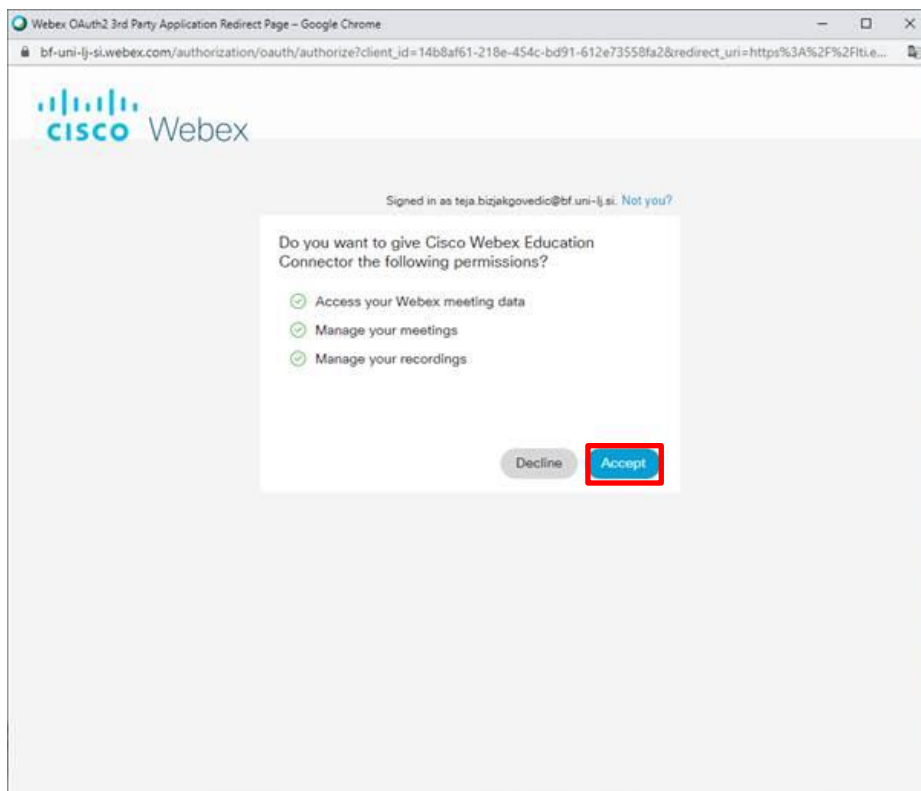 Webex OAuth2 3rd Party Application Redirect Page – Google Chrome
bf-uni-lj-si.webex.com/authorization/oauth/authorize?client_id=14b8af61-218e-454c-bd91-612e73558fa2&redirect_uri=https%3A%2F%2Flti.e...
CISCO Webex
Signed in as teja.bizjakgovedic@bf.uni-lj.si. Not you?
Do you want to give Cisco Webex Education
Connector the following permissions?
Access your Webex meeting data
Manage your meetings
Manage your recordings
Decline Accept